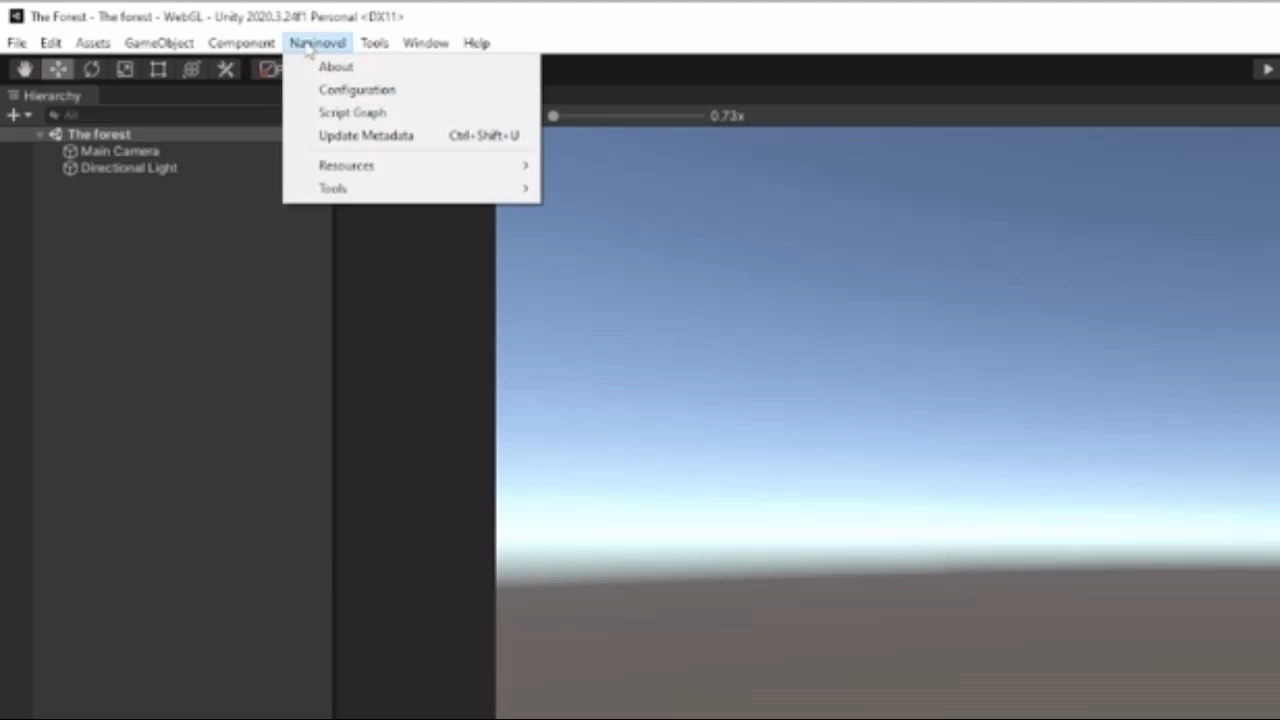 The Forest - The forest - WebGL - Unity 2020.3.24f1 Personal <DX11>
File Edit Assets GameObject Component Naninovel Tools Window Help
About
Configuration
Script Graph
Update Metadata Ctrl+Shift+U
Resources
Tools
Hierarchy
All
0.73x
The forest
Main Camera
Directional Light